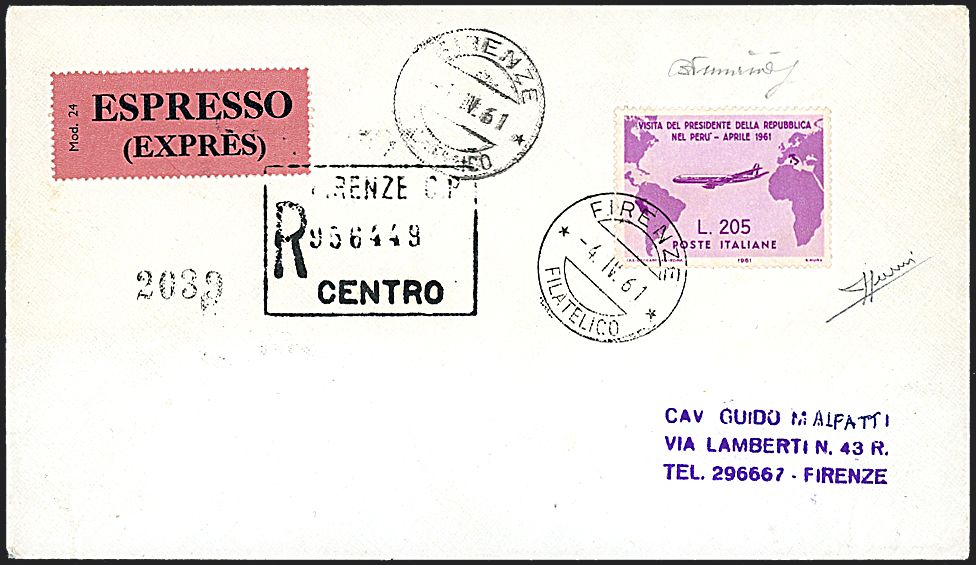 Mod. 24
ESPRESSO
(EXPRÈS)
FIRENZE
-4.IV.61
FILATELICO
FIRENZE C.P
R 956449
CENTRO
2039
VISITA DEL PRESIDENTE DELLA REPUBBLICA
NEL PERU' - APRILE 1961
L. 205
POSTE ITALIANE
1961
FIRENZE
-4.IV.61
FILATELICO
CAV GUIDO MALFATTI
VIA LAMBERTI N. 43 R.
TEL. 296667 - FIRENZE